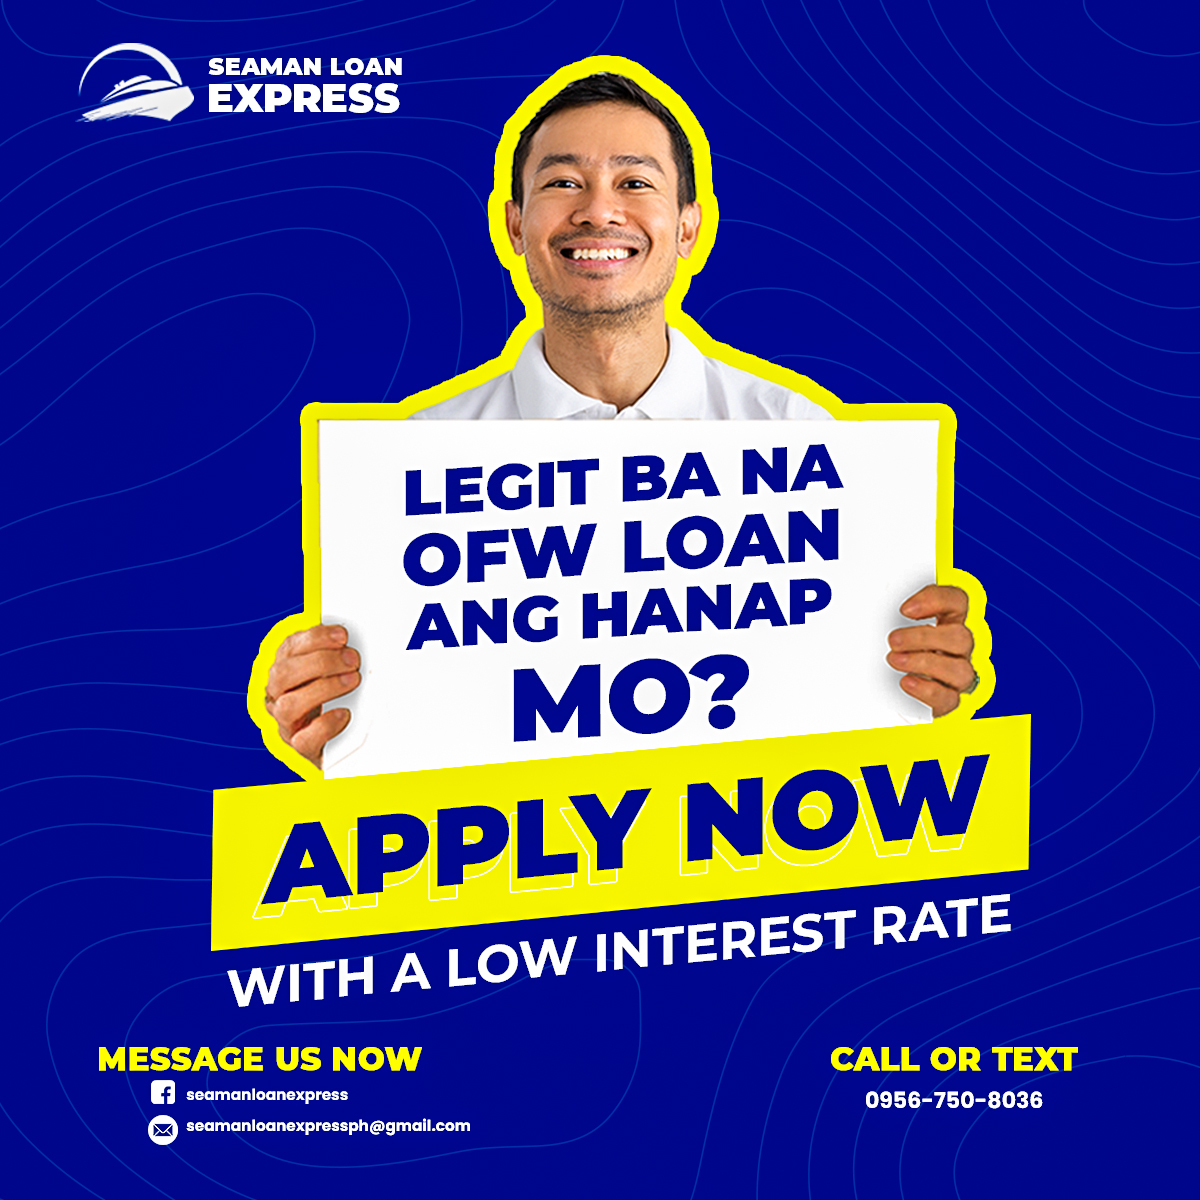 SEAMAN LOAN
EXPRESS
LEGIT BA NA
OFW LOAN
ANG HANAP
MO?
APPLY NOW
WITH A LOW INTEREST RATE
MESSAGE US NOW
seamanloanexpress
seamanloanexpressph@gmail.com
CALL OR TEXT
0956-750-8036